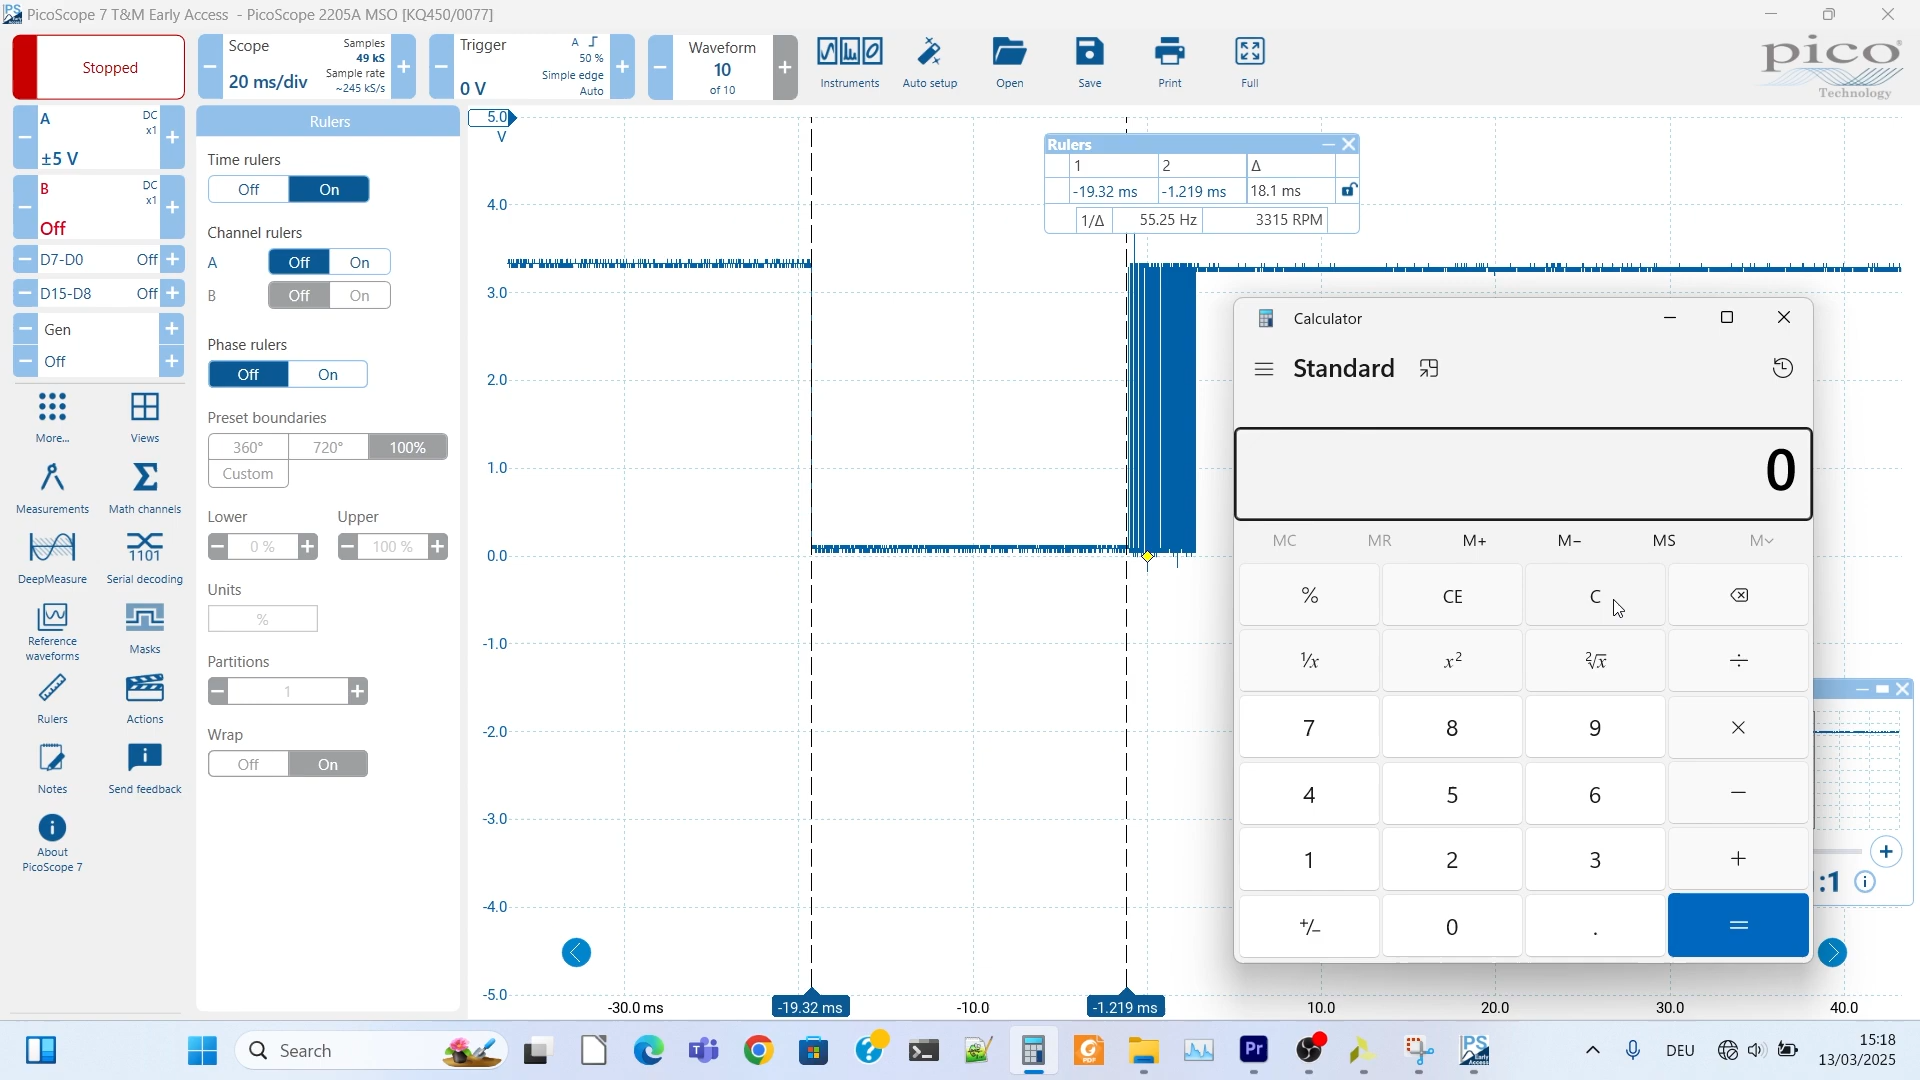 PicoScope 7 T&M Early Access - PicoScope 2205A MSO [KQ450/0077]
Stopped
Scope
20 ms/div
Samples
49 kS
Sample rate
~245 kS/s
Trigger
0 V
A
50 %
Simple edge
Auto
Waveform
10
of 10
Instruments
Auto setup
Open
Save
Print
Full
pico
Technology
A
DC
x1
±5 V
B
DC
x1
Off
D7-D0 Off
D15-D8 Off
Gen
Off
More...
Views
Measurements
Math channels
DeepMeasure
1101
Serial decoding
Reference
waveforms
Masks
Rulers
Actions
Notes
Send feedback
About
PicoScope 7
Rulers
Time rulers
Off On
Channel rulers
A Off On
B Off On
Phase rulers
Off On
Preset boundaries
360° 720° 100%
Custom
Lower Upper
0 % 100 %
Units
%
Partitions
1
Wrap
Off On
5.0
V
4.0
3.0
2.0
1.0
0.0
-1.0
-2.0
-3.0
-4.0
-5.0
-30.0 ms
-19.32 ms
-10.0
-1.219 ms
10.0
20.0
30.0
40.0
Rulers
1 2 Δ
-19.32 ms -1.219 ms 18.1 ms
1/Δ 55.25 Hz 3315 RPM
Calculator
Standard
0
MC MR M+ M− MS M˅
% CE C
¹/x x² ²√x ÷
7 8 9 ×
4 5 6 −
1 2 3 +
+/− 0 . =
:1
Search
DEU
15:18
13/03/2025